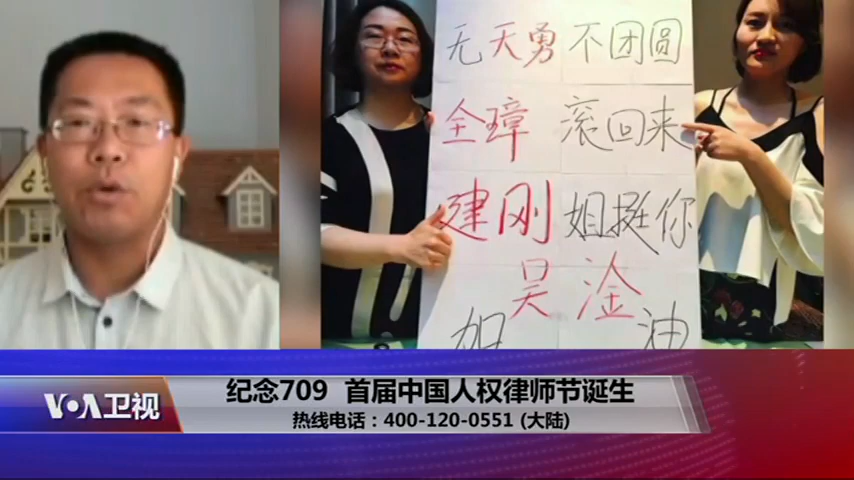 无天勇 不团圆
全璋 滚回来
建刚 姐挺你
吴淦
加 油
VOA卫视
纪念709 首届中国人权律师节诞生
热线电话：400-120-0551 (大陆)